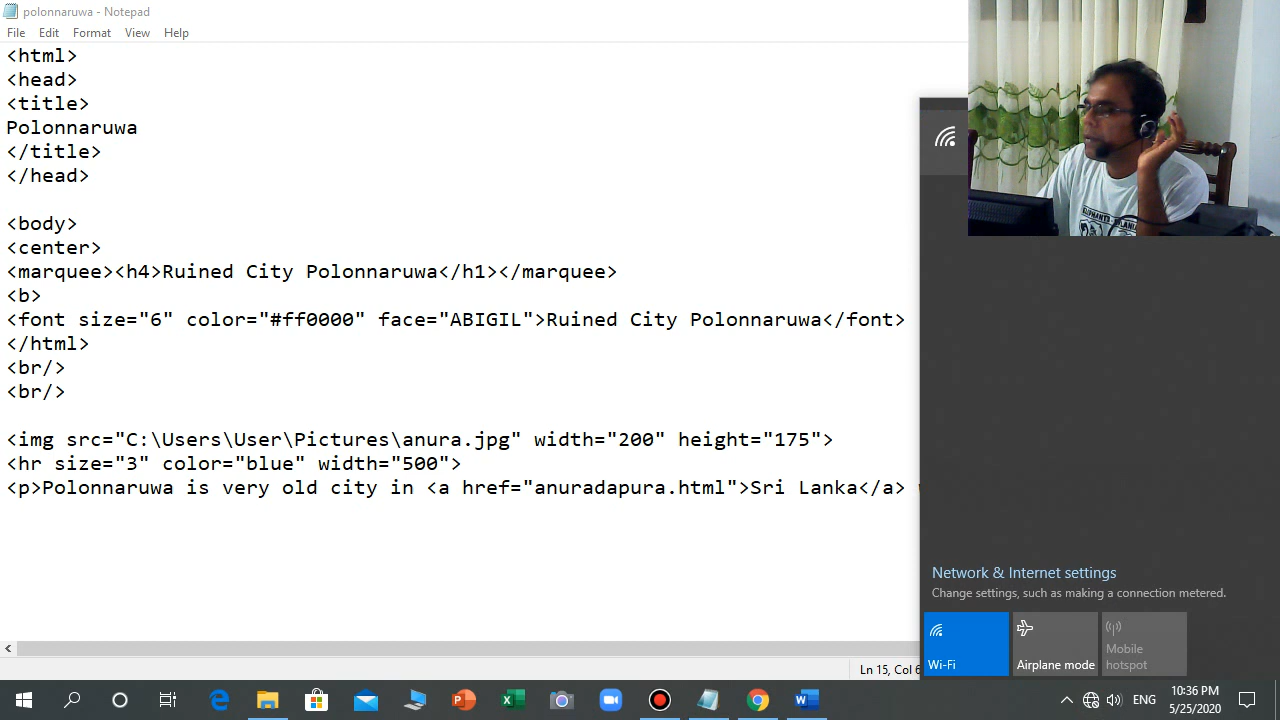 polonnaruwa - Notepad
File Edit Format View Help
<html>
<head>
<title>
Polonnaruwa
</title>
</head>
<body>
<center>
<marquee><h4>Ruined City Polonnaruwa</h1></marquee>
<b>
<font size="6" color="#ff0000" face="ABIGIL">Ruined City Polonnaruwa</font>
</html>
<br/>
<br/>
<img src="C:\Users\User\Pictures\anura.jpg" width="200" height="175">
<hr size="3" color="blue" width="500">
<p>Polonnaruwa is very old city in <a href="anuradapura.html">Sri Lanka</a>
Ln 15, Col 6
Network & Internet settings
Change settings, such as making a connection metered.
Wi-Fi
Airplane mode
Mobile
hotspot
ENG
10:36 PM
5/25/2020